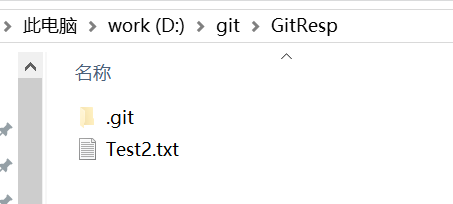 此电脑 > work (D:) > git > GitResp
名称
.git
Test2.txt